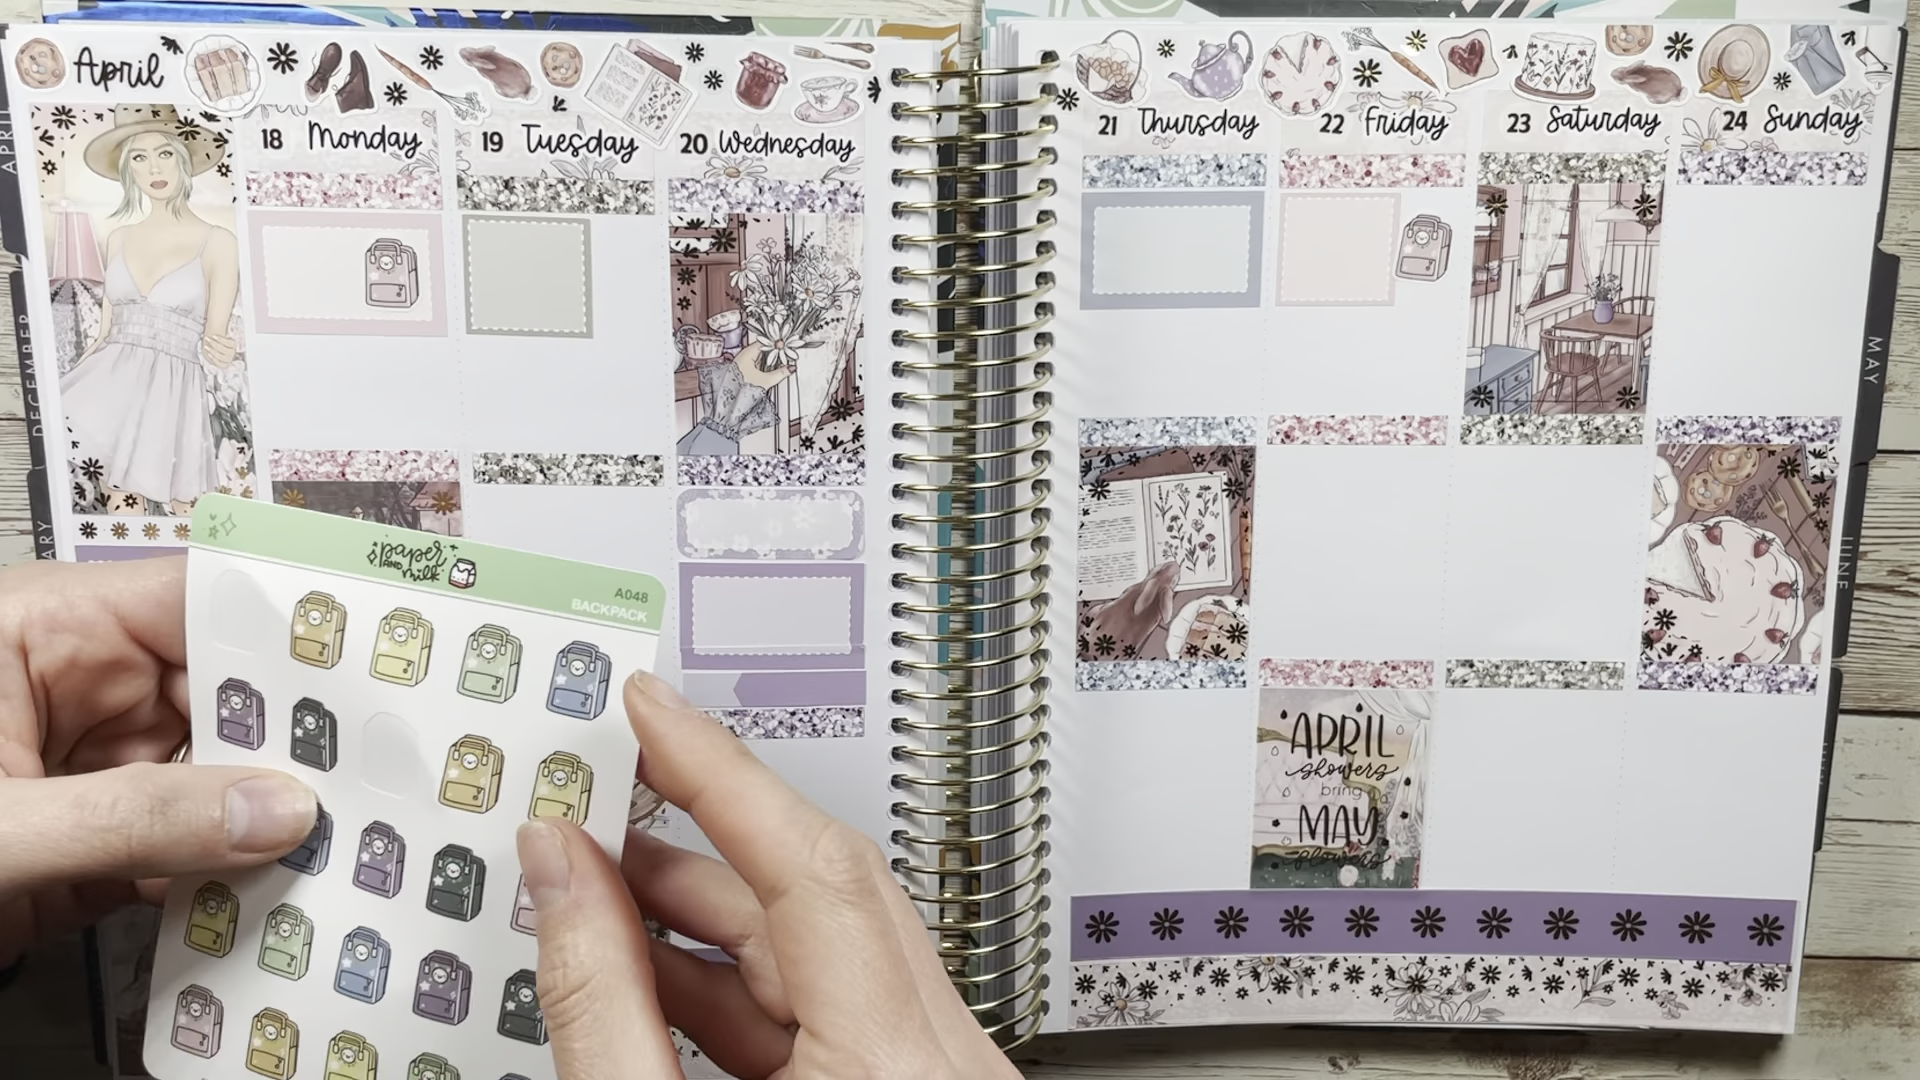 April
18 Monday
19 Tuesday
20 Wednesday
21 Thursday
22 Friday
23 Saturday
24 Sunday
APRIL
DECEMBER
MAY
JUNE
paper
AND
milk
A048
BACKPACK
APRIL
showers
bring
MAY
flowers